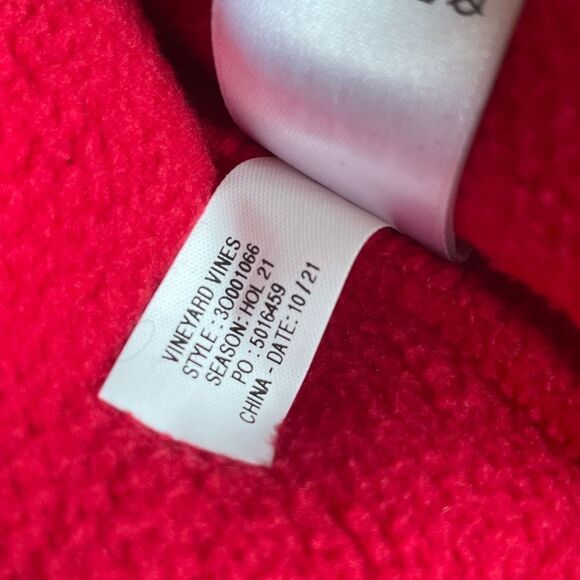 VINEYARD VINES
STYLE : 3O001066
SEASON: HOL 21
PO : 5016459
CHINA - DATE: 10/21